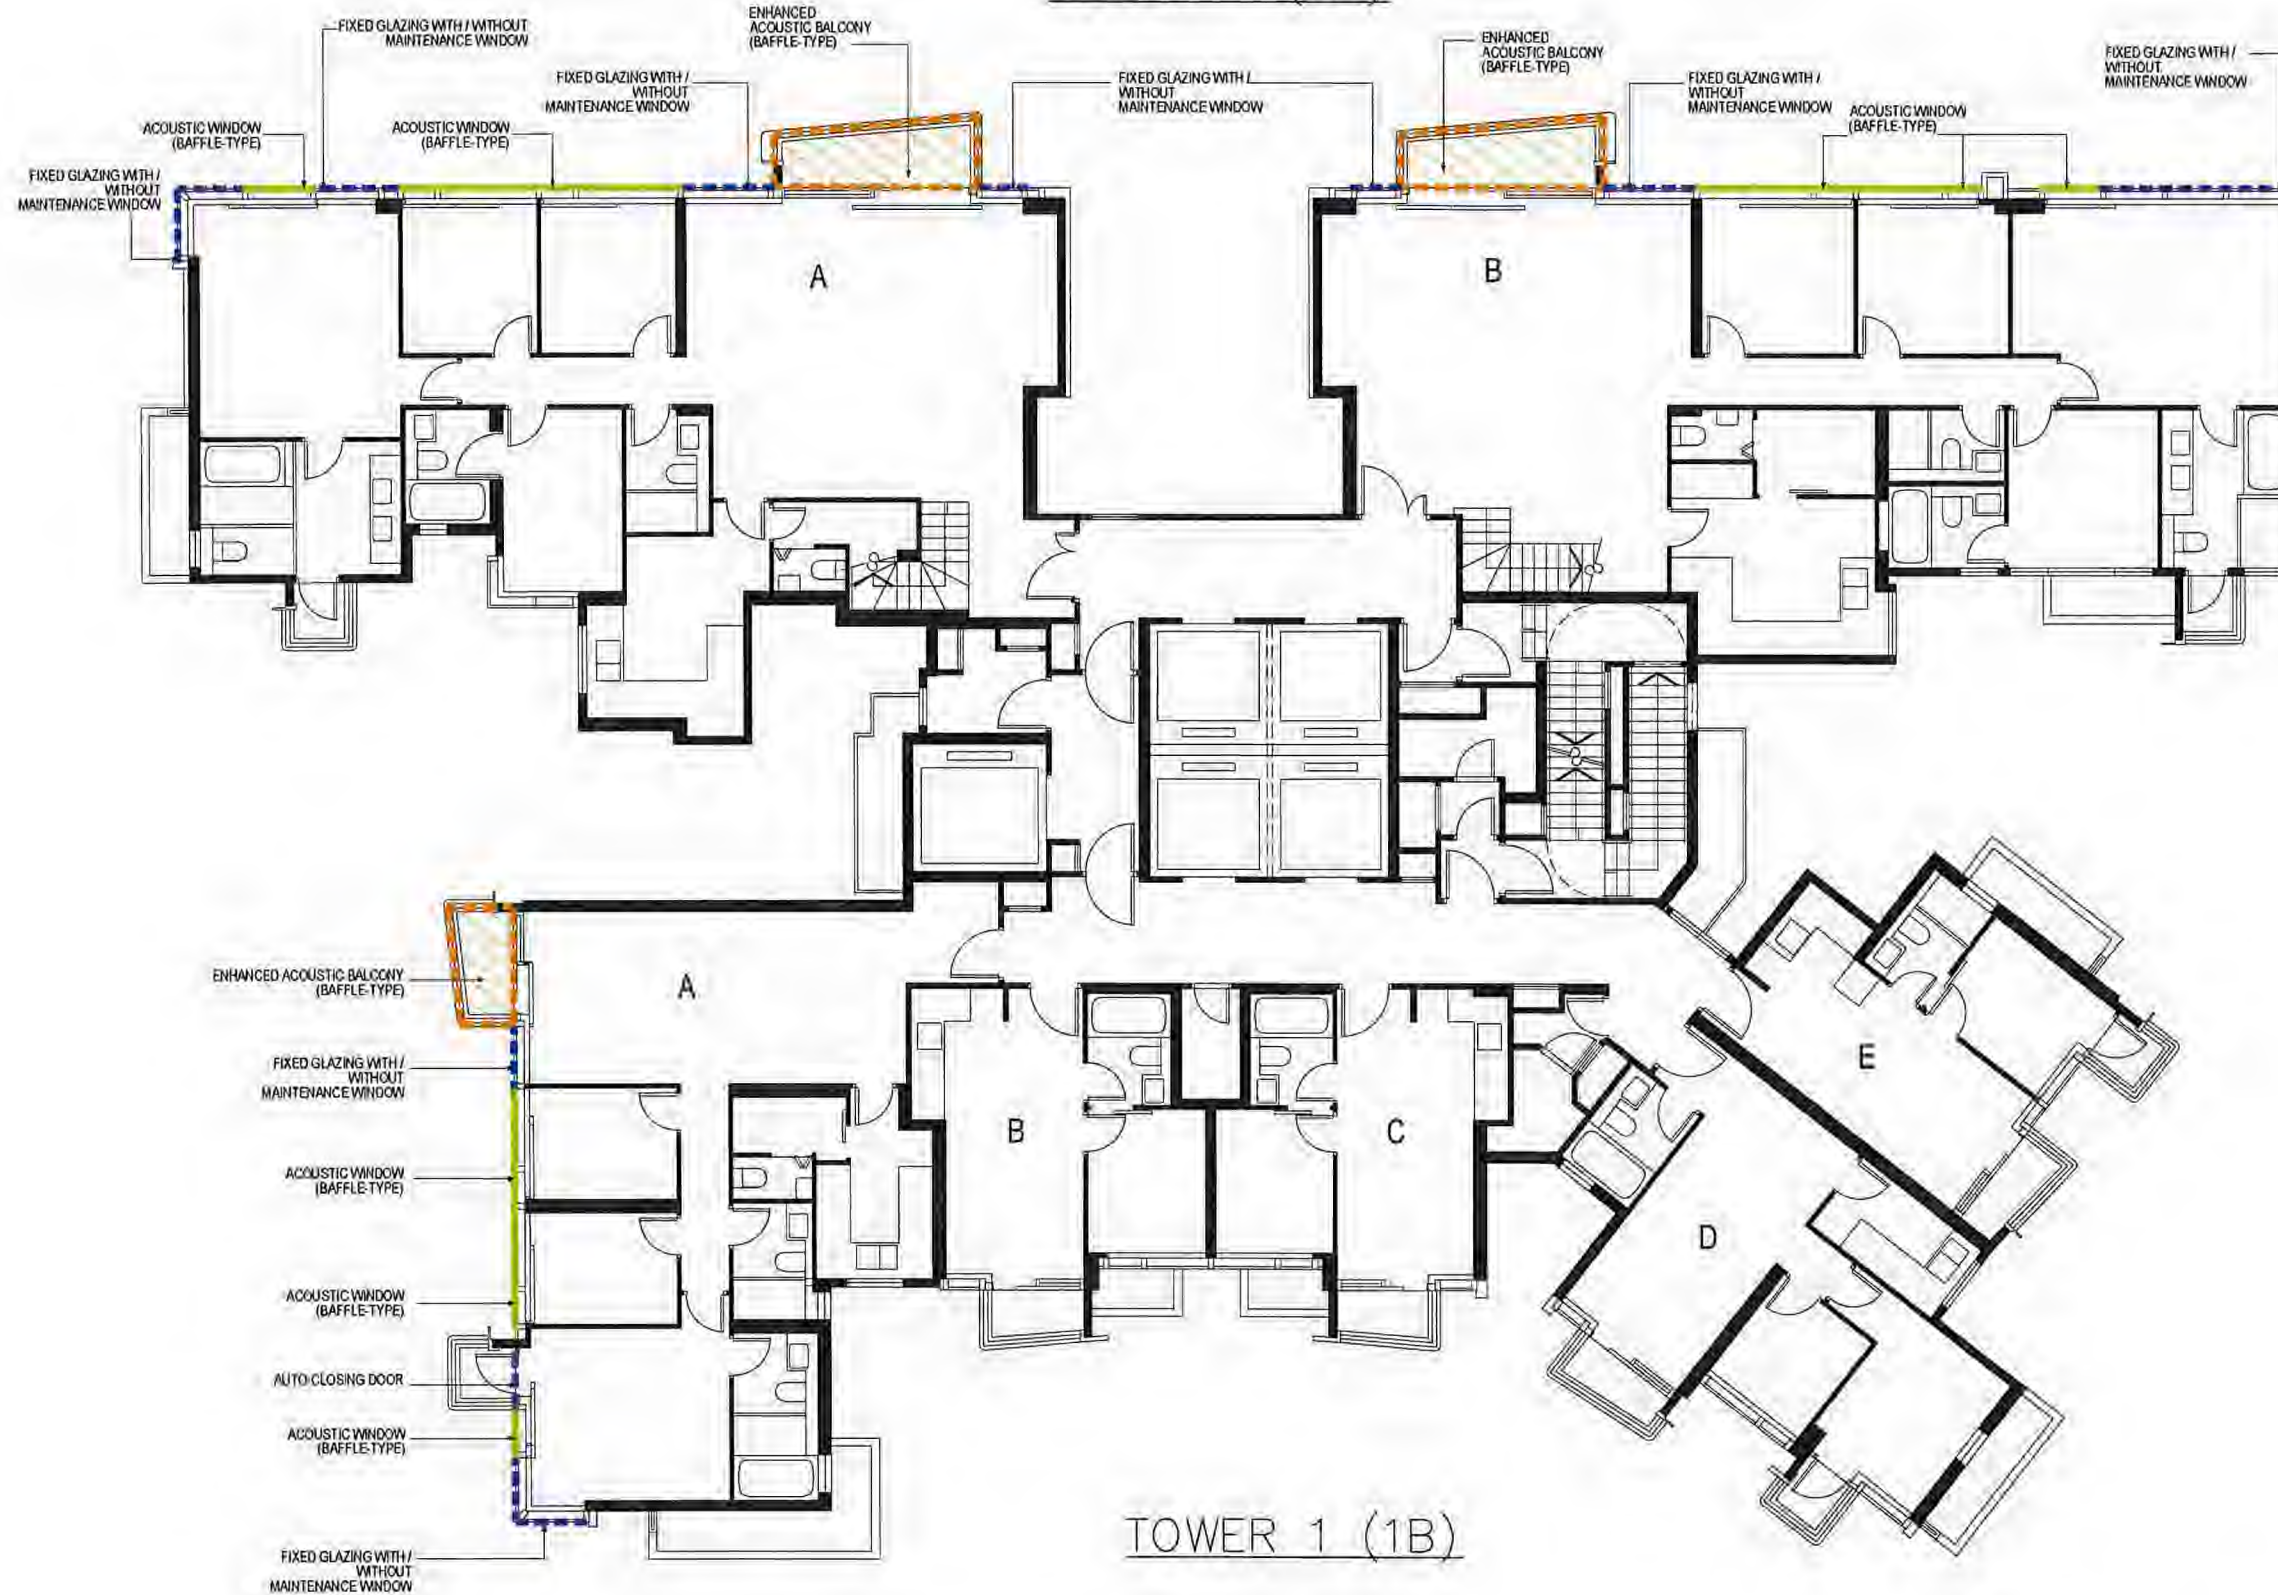 FIXED GLAZING WITH / WITHOUT
MAINTENANCE WINDOW
ENHANCED
ACOUSTIC BALCONY
(BAFFLE-TYPE)
ENHANCED
ACOUSTIC BALCONY
(BAFFLE-TYPE)
FIXED GLAZING WITH /
WITHOUT
MAINTENANCE WINDOW
FIXED GLAZING WITH /
WITHOUT
MAINTENANCE WINDOW
FIXED GLAZING WITH /
WITHOUT
MAINTENANCE WINDOW
FIXED GLAZING WITH /
WITHOUT
MAINTENANCE WINDOW
ACOUSTIC WINDOW
(BAFFLE-TYPE)
ACOUSTIC WINDOW
(BAFFLE-TYPE)
ACOUSTIC WINDOW
(BAFFLE-TYPE)
FIXED GLAZING WITH /
WITHOUT
MAINTENANCE WINDOW
A
B
ENHANCED ACOUSTIC BALCONY
(BAFFLE-TYPE)
A
FIXED GLAZING WITH /
WITHOUT
MAINTENANCE WINDOW
E
B
C
ACOUSTIC WINDOW
(BAFFLE-TYPE)
D
ACOUSTIC WINDOW
(BAFFLE-TYPE)
AUTO CLOSING DOOR
ACOUSTIC WINDOW
(BAFFLE-TYPE)
TOWER 1 (1B)
FIXED GLAZING WITH /
WITHOUT
MAINTENANCE WINDOW